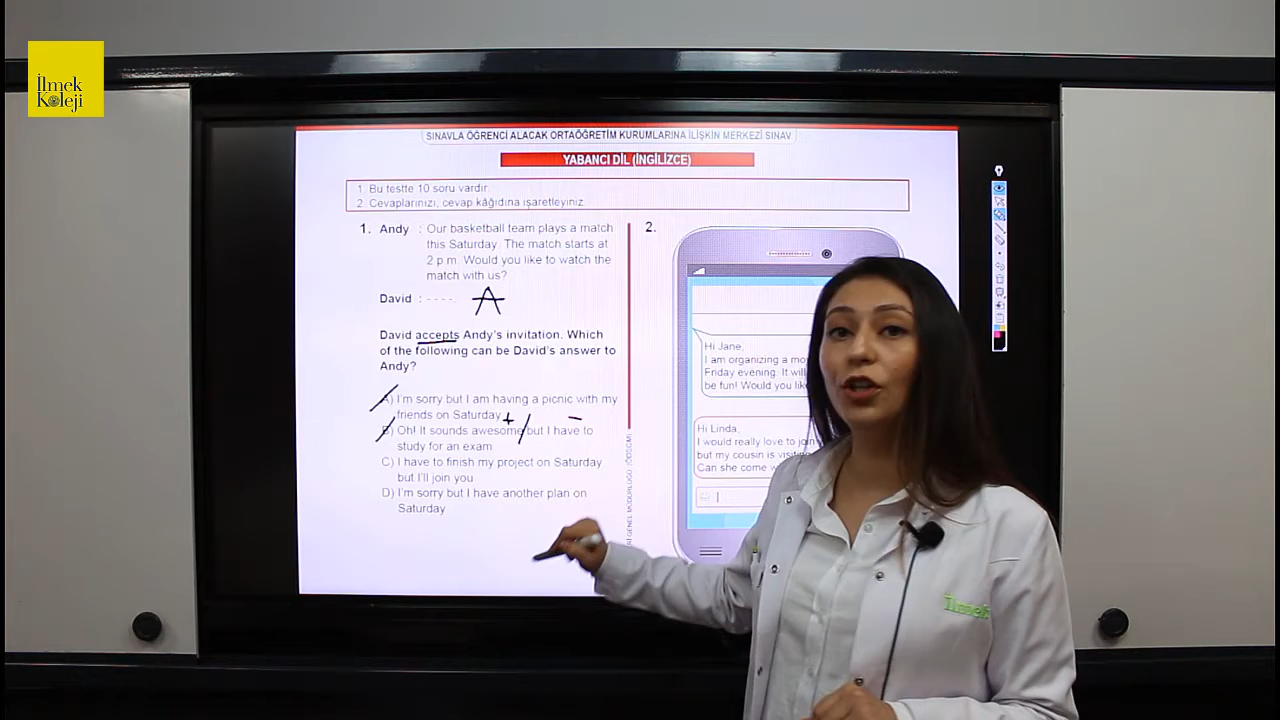 İlmek
Koleji
SINAVLA ÖĞRENCİ ALACAK ORTAÖĞRETİM KURUMLARINA İLİŞKİN MERKEZİ SINAV
YABANCI DİL (İNGİLİZCE)
1. Bu testte 10 soru vardır.
2. Cevaplarınızı, cevap kâğıdına işaretleyiniz.
1. Andy : Our basketball team plays a match
this Saturday. The match starts at
2 p.m. Would you like to watch the
match with us?
David : - - - -
A
David accepts Andy's invitation. Which
of the following can be David's answer to
Andy?
A) I'm sorry but I am having a picnic with my
friends on Saturday
B) Oh! It sounds awesome but I have to
study for an exam
C) I have to finish my project on Saturday
but I'll join you
D) I'm sorry but I have another plan on
Saturday
+ / –
2.
Hi Jane,
I am organizing a
Friday evening. It will
be fun! Would you
Hi Linda,
I would really love to join
but my cousin is
Can she come
GENEL MÜDÜRLÜĞÜ
İlmek